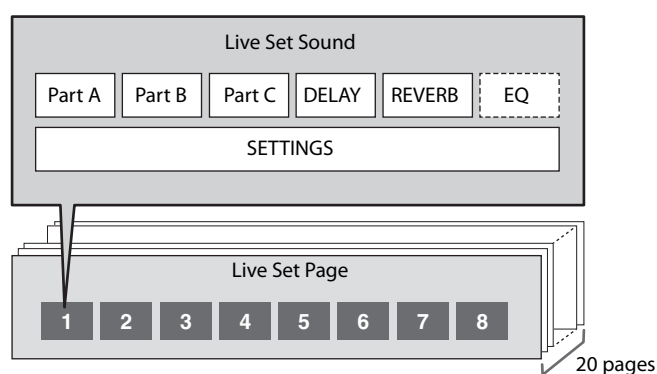 Live Set Sound
Part A Part B Part C DELAY REVERB EQ
SETTINGS
Live Set Page
1 2 3 4 5 6 7 8
20 pages